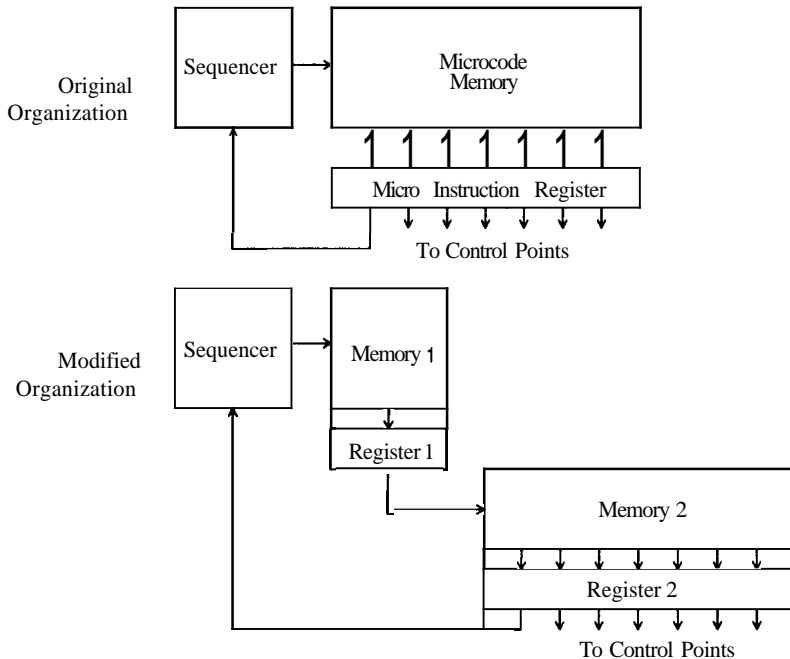 Original
Organization
Sequencer
Microcode
Memory
Micro Instruction Register
To Control Points
Modified
Organization
Sequencer
Memory 1
Register 1
Memory 2
Register 2
To Control Points